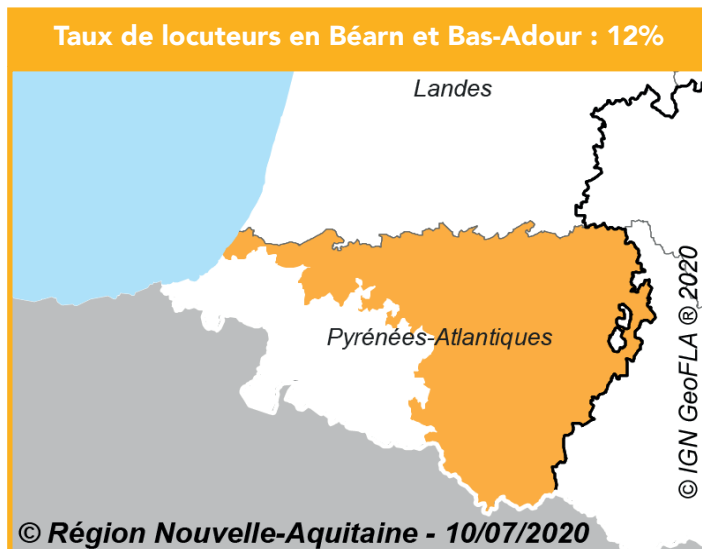 Taux de locuteurs en Béarn et Bas-Adour : 12%
Landes
Pyrénées-Atlantiques
© IGN GeoFLA ® 2020
© Région Nouvelle-Aquitaine - 10/07/2020